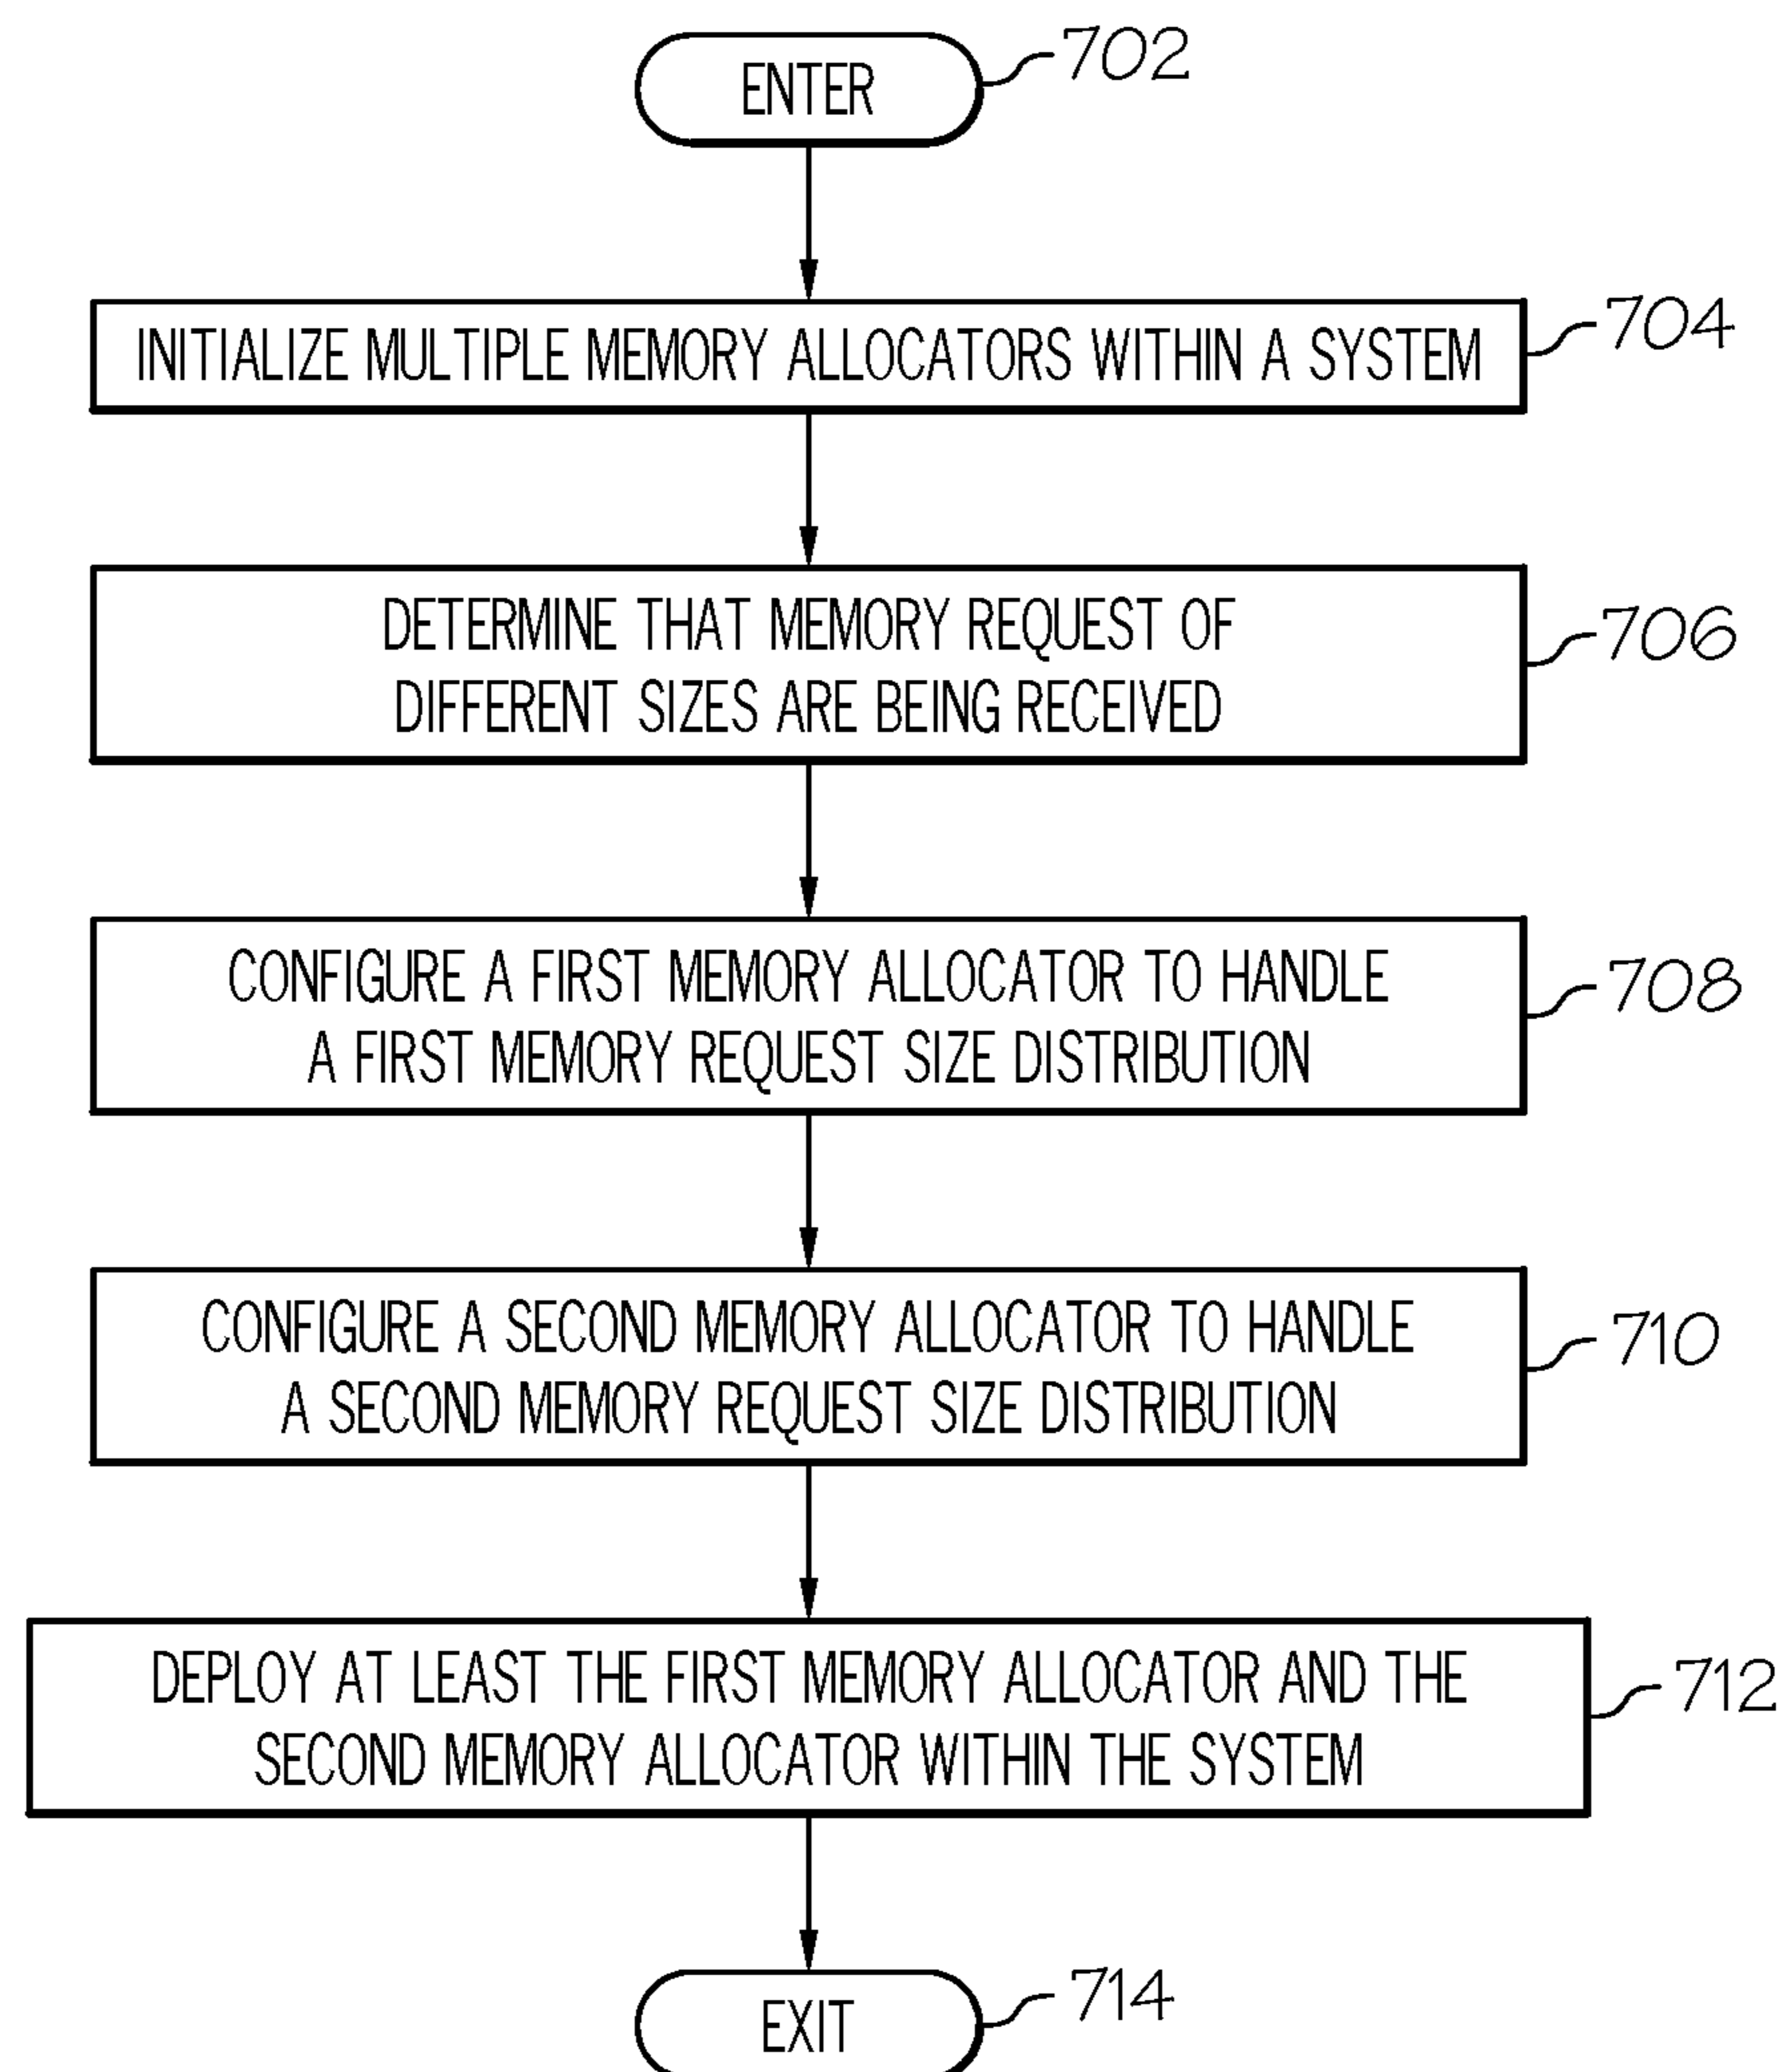 ENTER
702
INITIALIZE MULTIPLE MEMORY ALLOCATORS WITHIN A SYSTEM
704
DETERMINE THAT MEMORY REQUEST OF
DIFFERENT SIZES ARE BEING RECEIVED
706
CONFIGURE A FIRST MEMORY ALLOCATOR TO HANDLE
A FIRST MEMORY REQUEST SIZE DISTRIBUTION
708
CONFIGURE A SECOND MEMORY ALLOCATOR TO HANDLE
A SECOND MEMORY REQUEST SIZE DISTRIBUTION
710
DEPLOY AT LEAST THE FIRST MEMORY ALLOCATOR AND THE
SECOND MEMORY ALLOCATOR WITHIN THE SYSTEM
712
EXIT
714